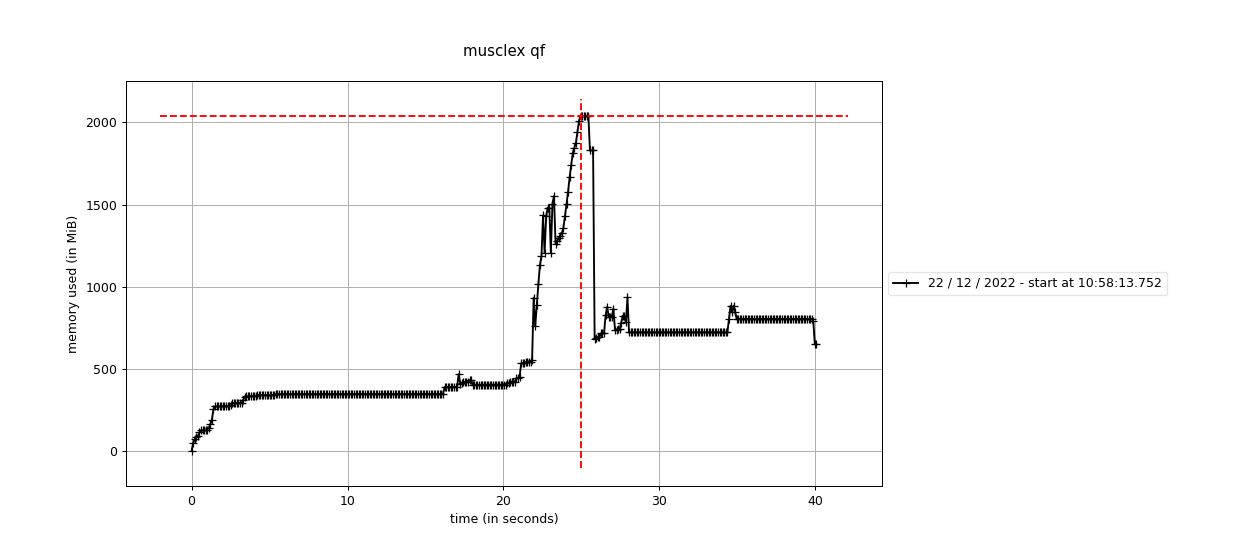 musclex qf
2000
1500
1000
500
0
memory used (in MiB)
0 10 20 30 40
time (in seconds)
22 / 12 / 2022 - start at 10:58:13.752